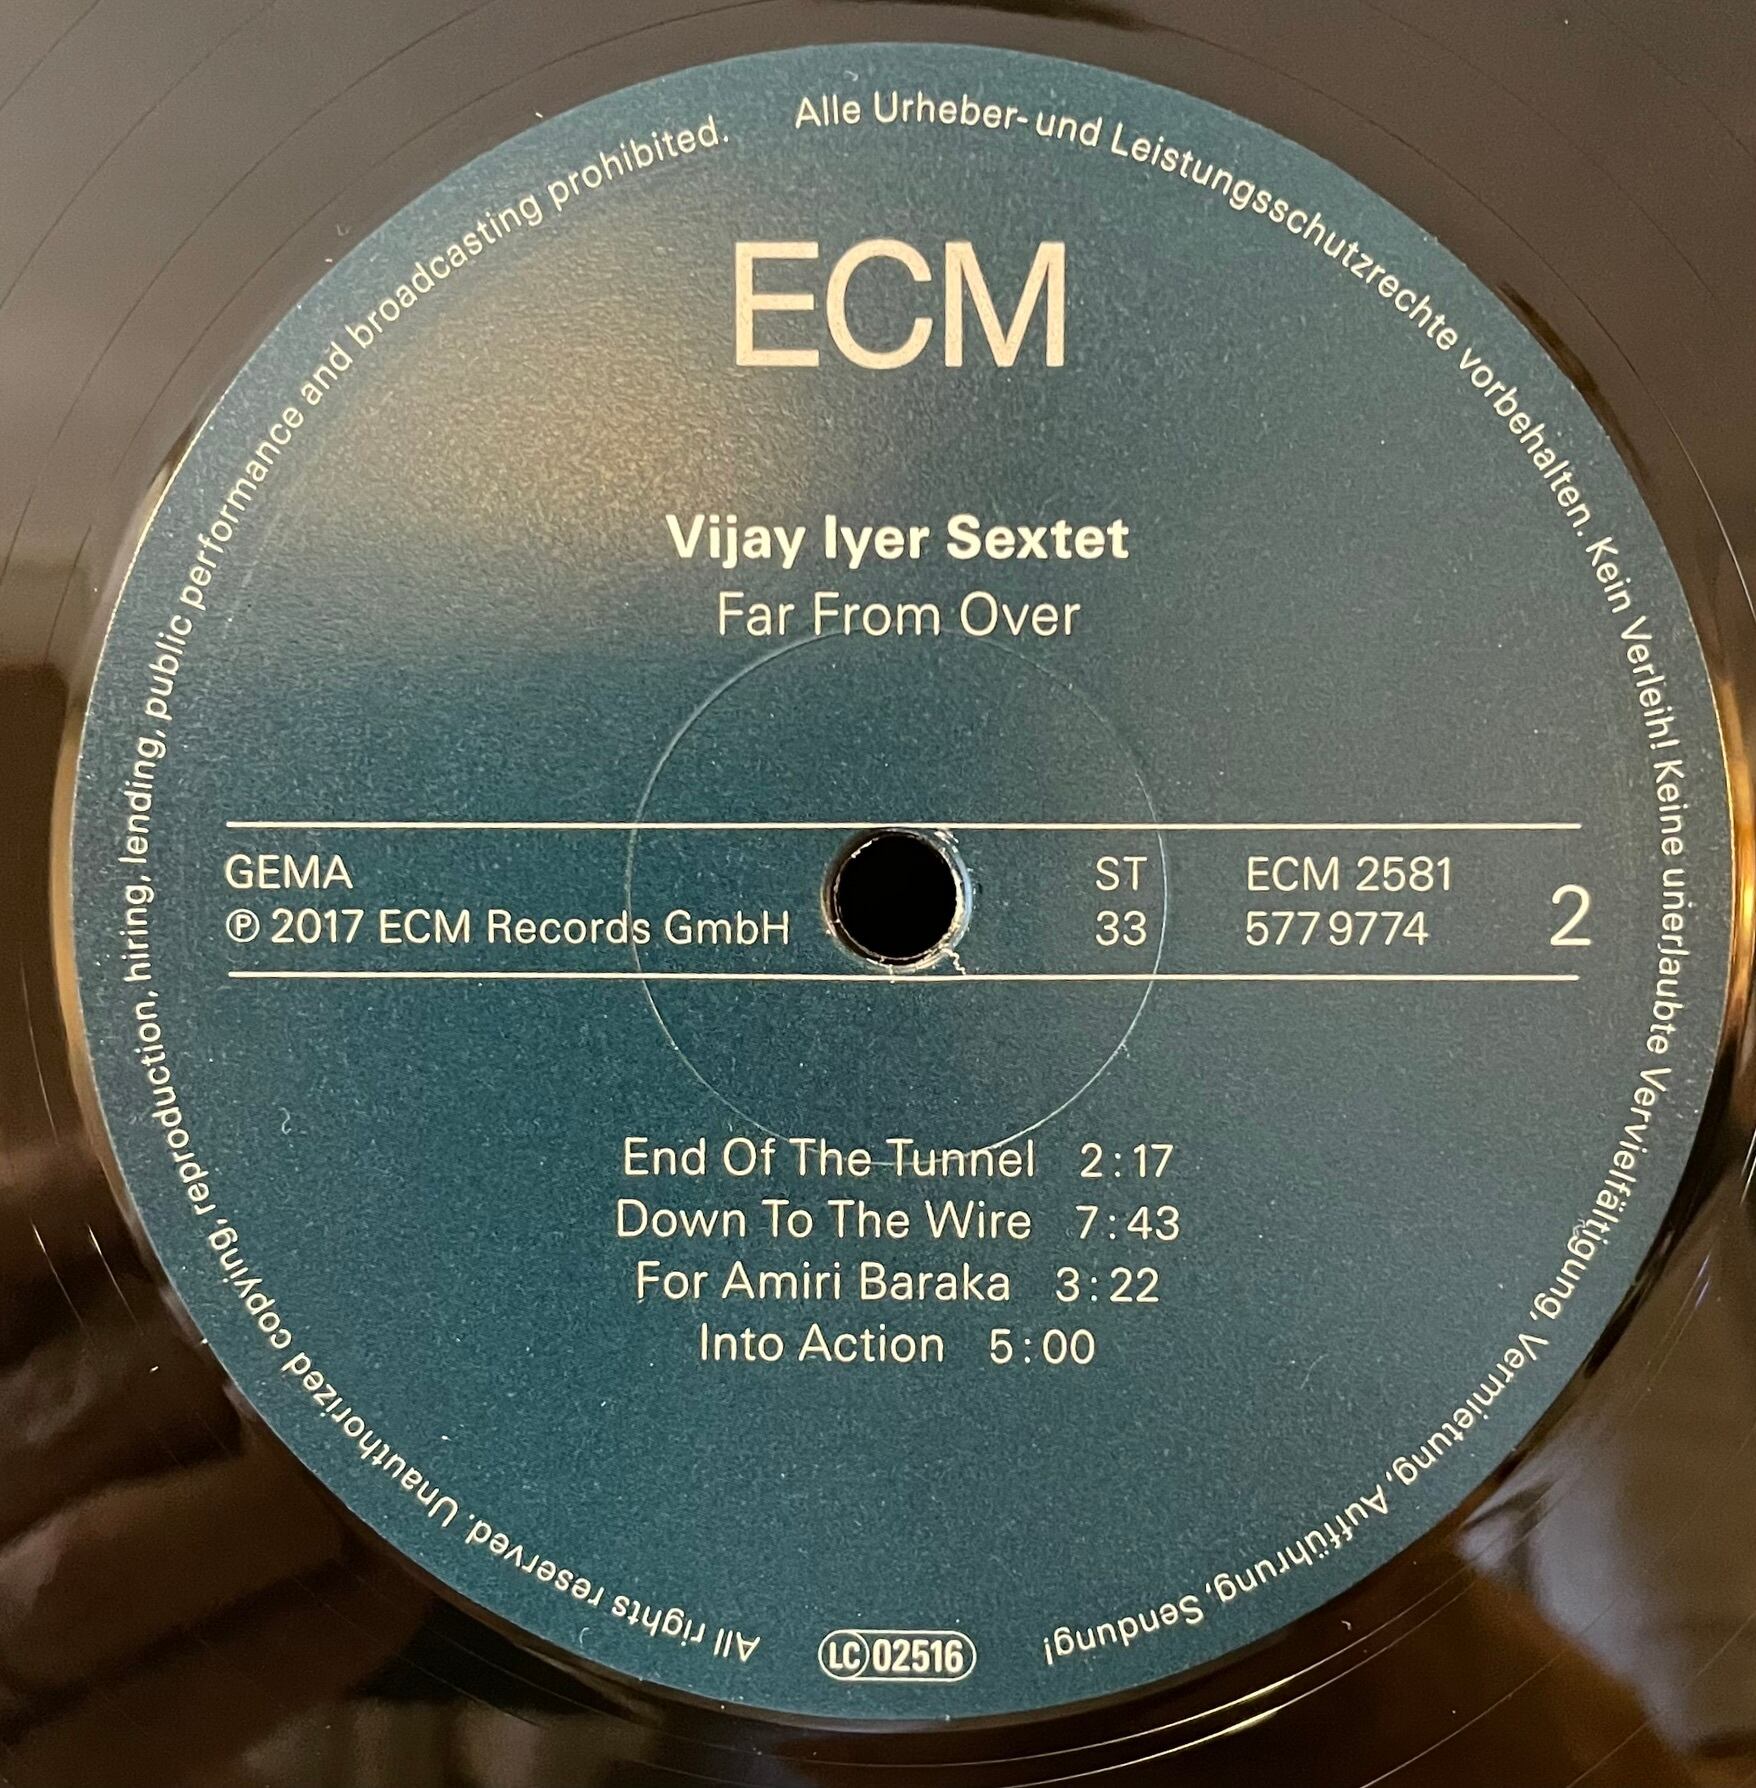 ECM
Vijay Iyer Sextet
Far From Over
GEMA
℗ 2017 ECM Records GmbH
ST
33
ECM 2581
577 9774
2
End Of The Tunnel 2:17
Down To The Wire 7:43
For Amiri Baraka 3:22
Into Action 5:00
Alle Urheber- und Leistungsschutzrechte vorbehalten. Kein Verleih! Keine unerlaubte Vervielfältigung, Vermietung, Aufführung, Sendung!
LC 02516
All rights reserved. Unauthorized copying, reproduction, hiring, lending, public performance and broadcasting prohibited.